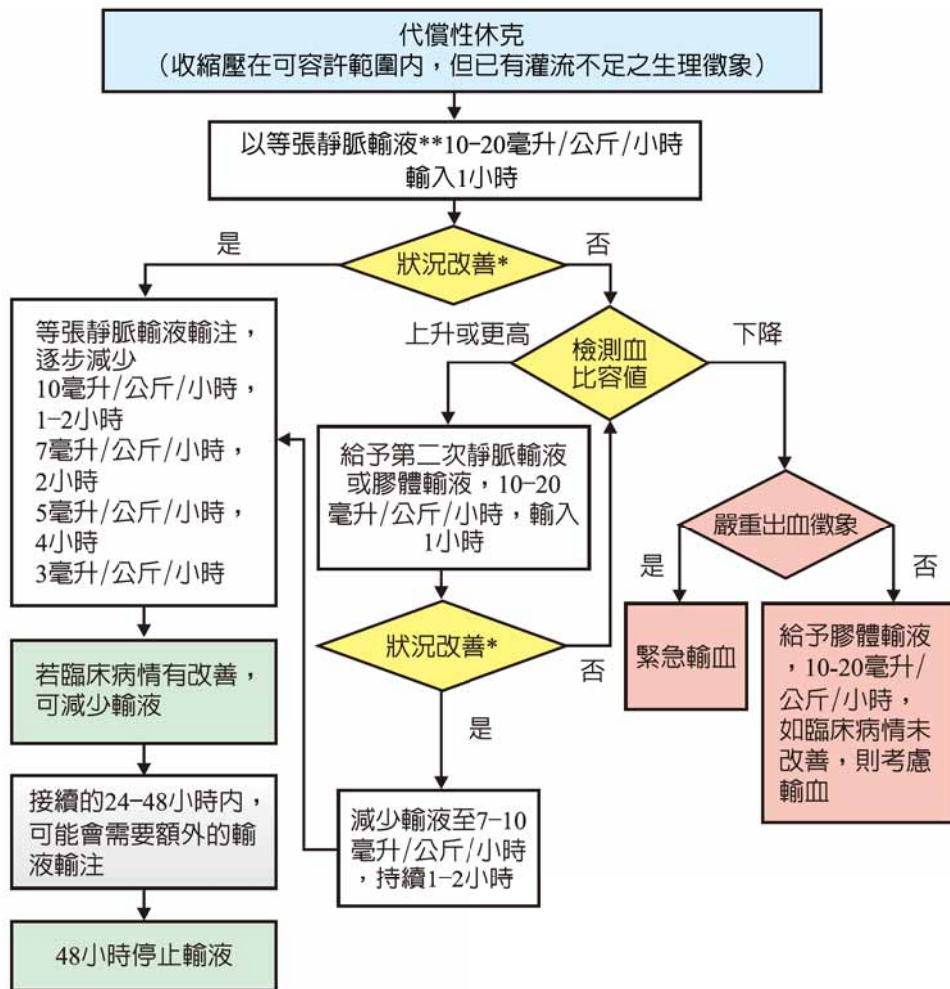 代償性休克
（收縮壓在可容許範圍內，但已有灌流不足之生理徵象）
以等張靜脈輸液**10-20毫升/公斤/小時
輸入1小時
是
狀況改善*
否
等張靜脈輸液輸注，
逐步減少
10毫升/公斤/小時，
1-2小時
7毫升/公斤/小時，
2小時
5毫升/公斤/小時，
4小時
3毫升/公斤/小時
上升或更高
檢測血
比容值
下降
給予第二次靜脈輸液
或膠體輸液，10-20
毫升/公斤/小時，輸入
1小時
嚴重出血徵象
是
否
緊急輸血
給予膠體輸液
，10-20毫升/
公斤/小時，
如臨床病情未
改善，則考慮
輸血
狀況改善*
否
是
若臨床病情有改善，
可減少輸液
接續的24-48小時內，
可能會需要額外的輸
液輸注
減少輸液至7-10
毫升/公斤/小時
，持續1-2小時
48小時停止輸液